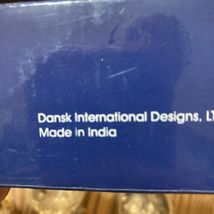 Dansk International Designs, LT
Made in India